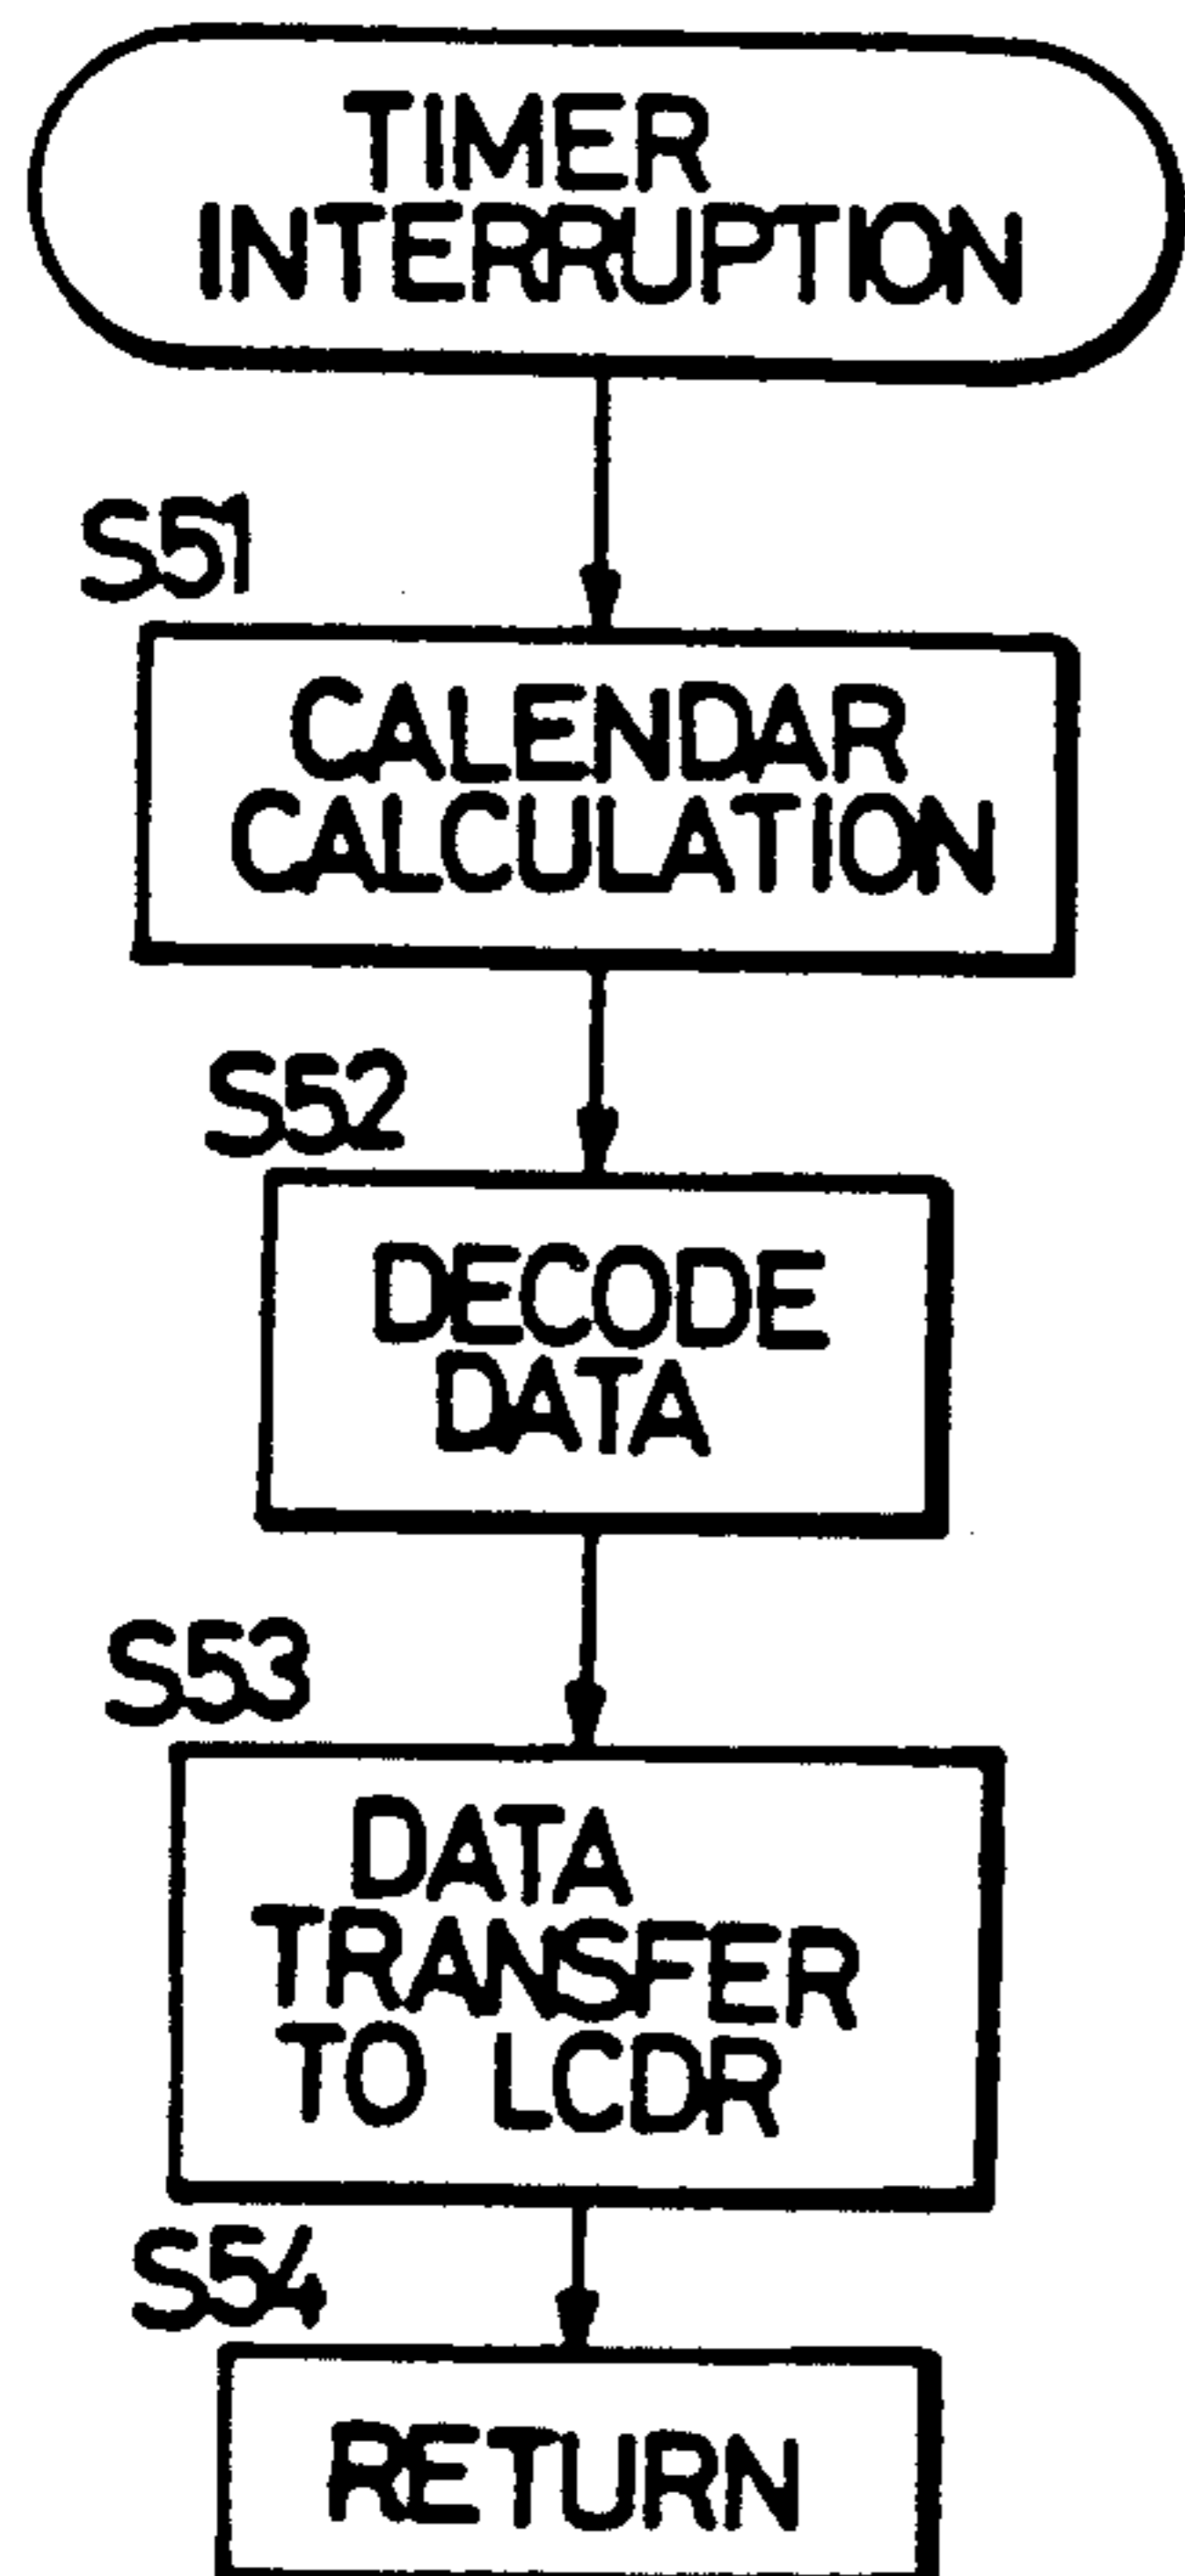 TIMER
INTERRUPTION
S51
CALENDAR
CALCULATION
S52
DECODE
DATA
S53
DATA
TRANSFER
TO LCDR
S54
RETURN